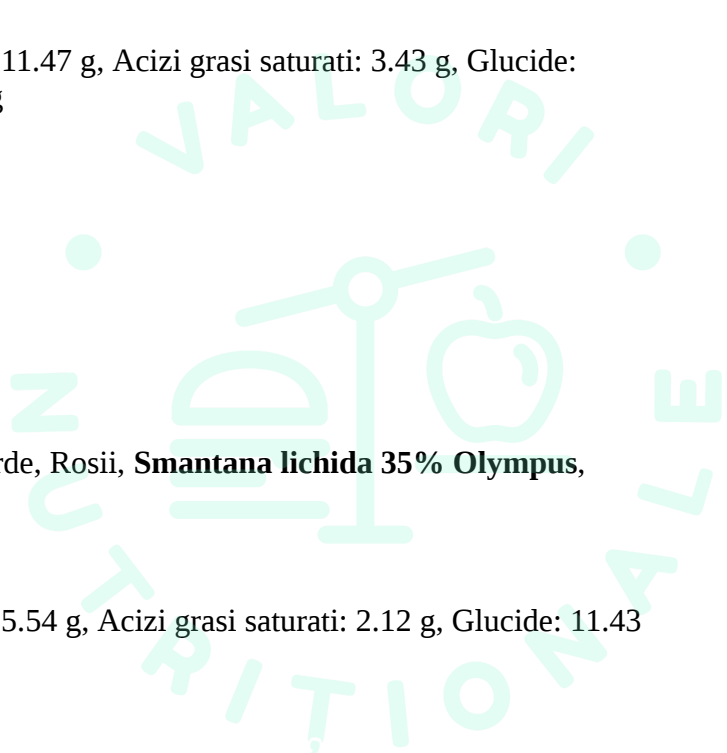 11.47 g, Acizi grasi saturati: 3.43 g, Glucide:
g
VALORI
rde, Rosii, Smantana lichida 35% Olympus,
5.54 g, Acizi grasi saturati: 2.12 g, Glucide: 11.43
NUTRITIONALE